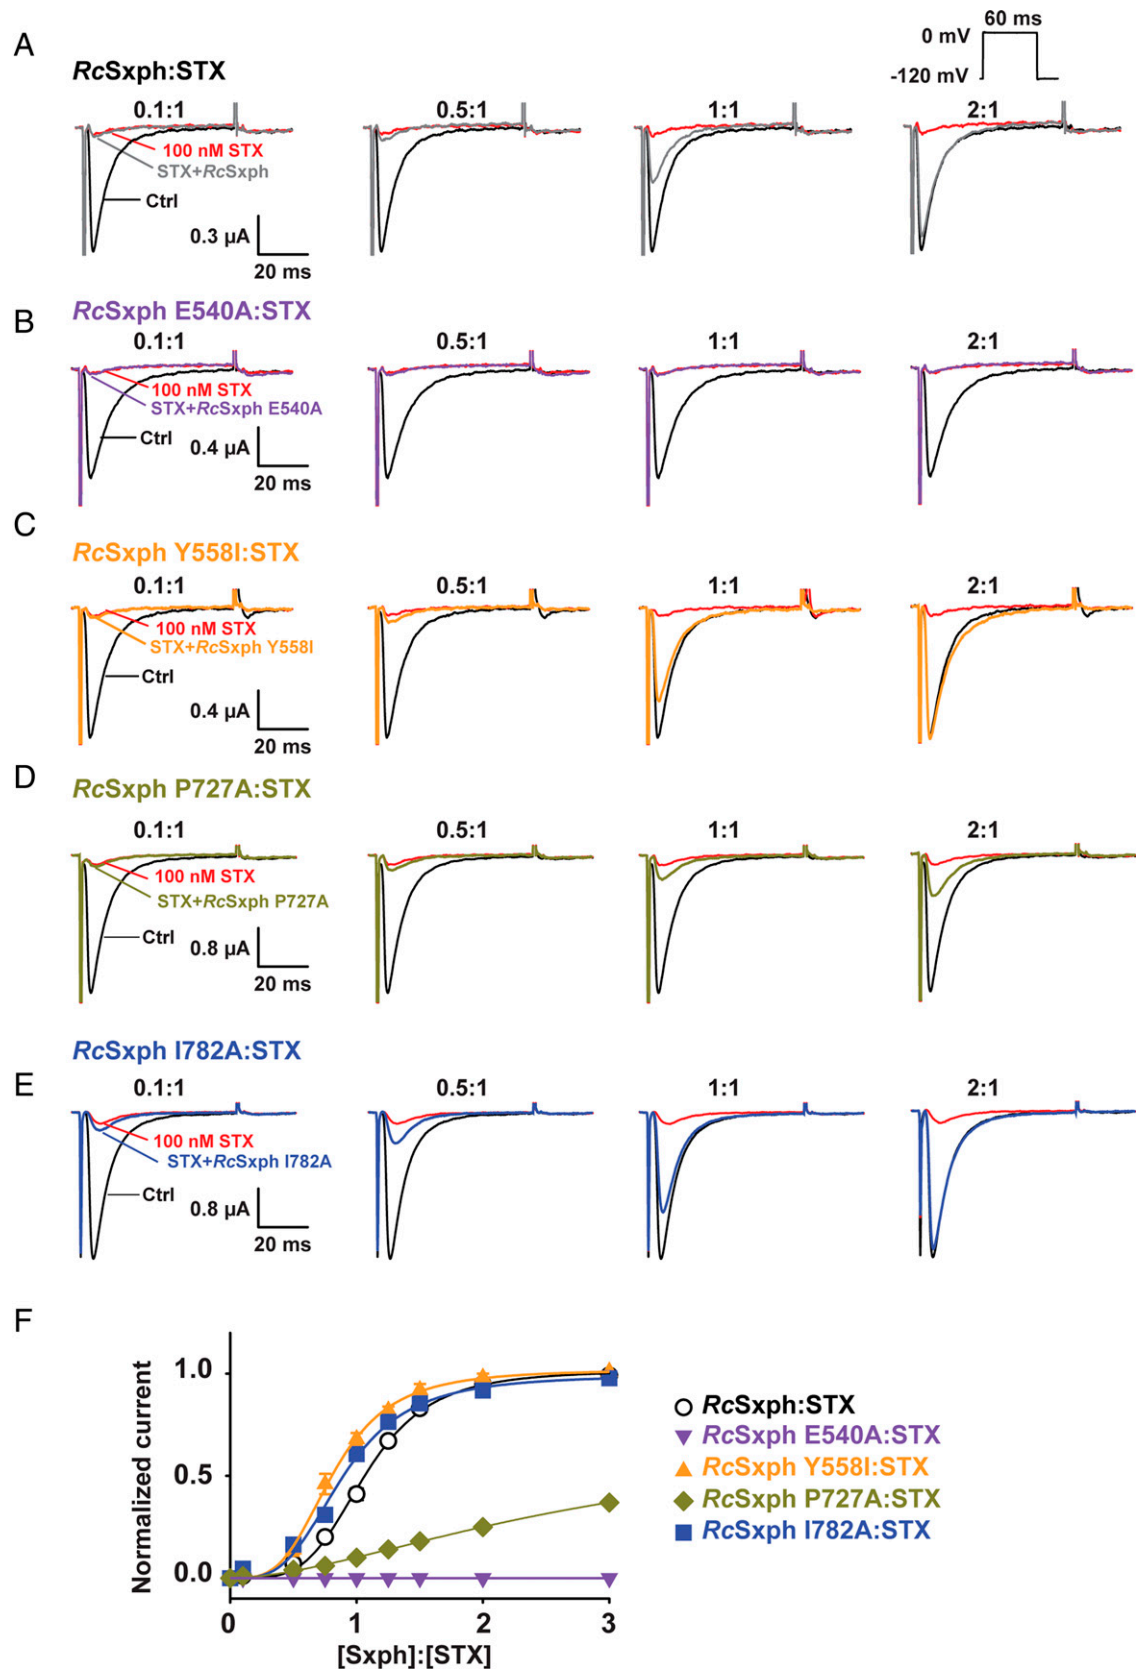 A
60 ms
0 mV
-120 mV
RcSxph:STX
0.1:1
0.5:1
1:1
2:1
100 nM STX
STX+RcSxph
Ctrl
0.3 µA
20 ms
B
RcSxph E540A:STX
0.1:1
0.5:1
1:1
2:1
100 nM STX
STX+RcSxph E540A
Ctrl
0.4 µA
20 ms
C
RcSxph Y558I:STX
0.1:1
0.5:1
1:1
2:1
100 nM STX
STX+RcSxph Y558I
Ctrl
0.4 µA
20 ms
D
RcSxph P727A:STX
0.1:1
0.5:1
1:1
2:1
100 nM STX
STX+RcSxph P727A
Ctrl
0.8 µA
20 ms
RcSxph I782A:STX
E
0.1:1
0.5:1
1:1
2:1
100 nM STX
STX+RcSxph I782A
Ctrl
0.8 µA
20 ms
F
Normalized current
1.0
0.5
0.0
0
1
2
3
[Sxph]:[STX]
RcSxph:STX
RcSxph E540A:STX
RcSxph Y558I:STX
RcSxph P727A:STX
RcSxph I782A:STX